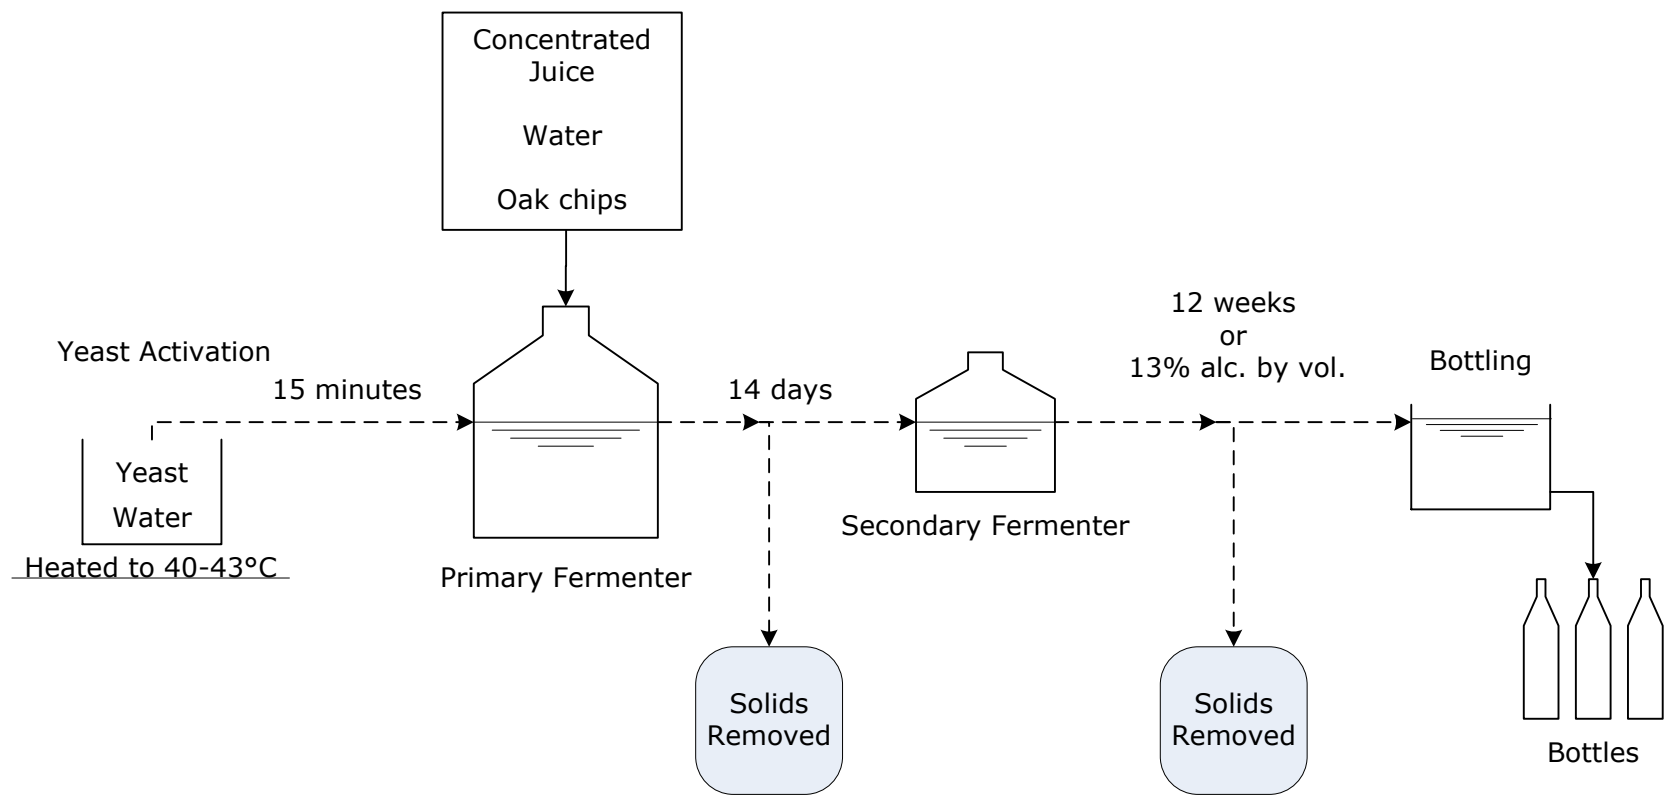 Concentrated
Juice
Water
Oak chips
Yeast Activation
15 minutes
Yeast
Water
Heated to 40-43°C
Primary Fermenter
14 days
Solids
Removed
Secondary Fermenter
12 weeks
or
13% alc. by vol.
Solids
Removed
Bottling
Bottles